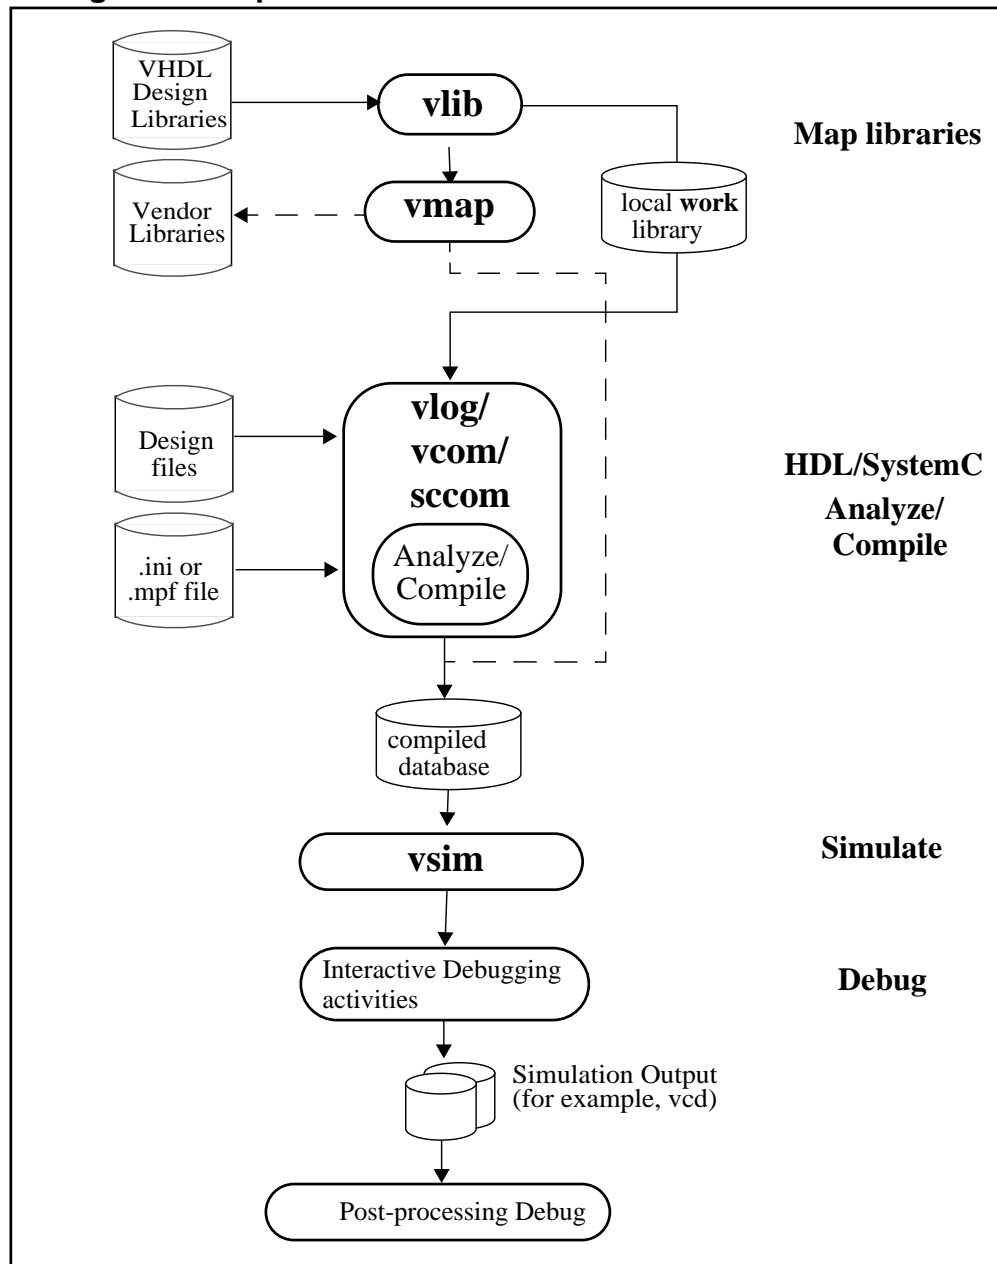 VHDL
Design
Libraries
vlib
Map libraries
Vendor
Libraries
vmap
local work
library
Design
files
vlog/
vcom/
sccom
HDL/SystemC
Analyze/
Compile
.ini or
.mpf file
Analyze/
Compile
compiled
database
vsim
Simulate
Interactive Debugging
activities
Debug
Simulation Output
(for example, vcd)
Post-processing Debug